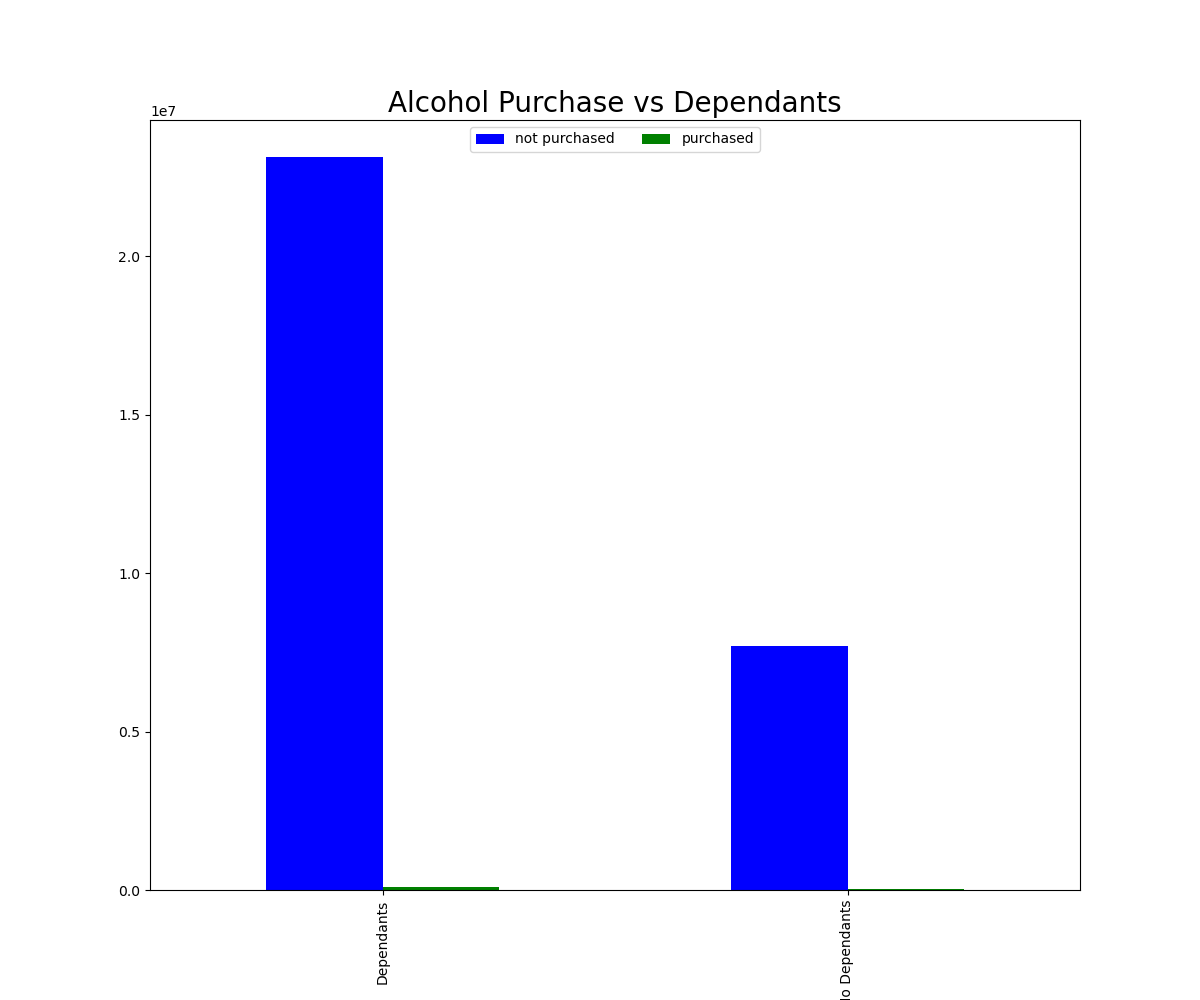 Alcohol Purchase vs Dependants
1e7
not purchased
purchased
2.0
1.5
1.0
0.5
0.0
Dependants
Dependants